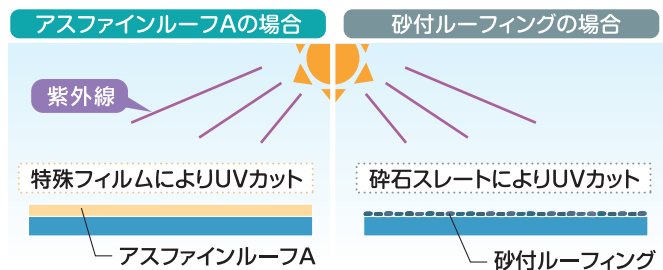 アスファインルーフAの場合
紫外線
特殊フィルムによりUVカット
アスファインルーフA
砂付ルーフィングの場合
砕石スレートによりUVカット
砂付ルーフィング